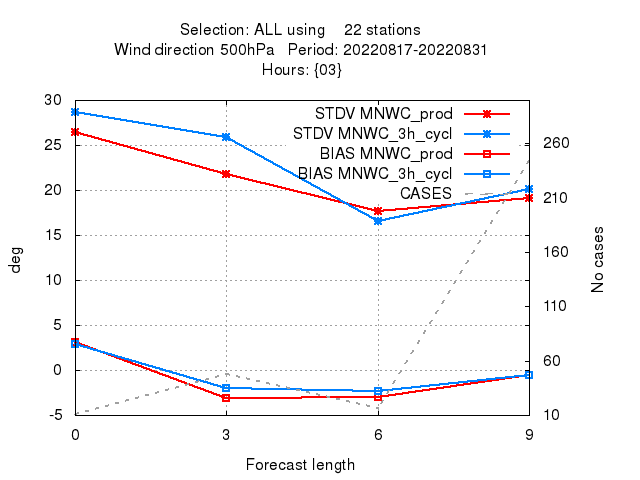 Selection: ALL using    22 stations
Wind direction 500hPa   Period: 20220817-20220831
Hours: {03}
STDV MNWC_prod
STDV MNWC_3h_cycl
BIAS MNWC_prod
BIAS MNWC_3h_cycl
CASES
30
25
20
15
10
5
0
-5
deg
260
210
160
110
60
10
No cases
0 3 6 9
Forecast length